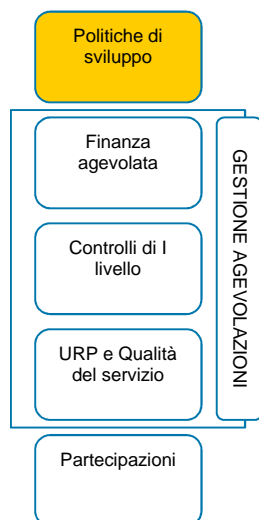 Politiche di
sviluppo
Finanza
agevolata
Controlli di I
livello
URP e Qualità
del servizio
GESTIONE AGEVOLAZIONI
Partecipazioni